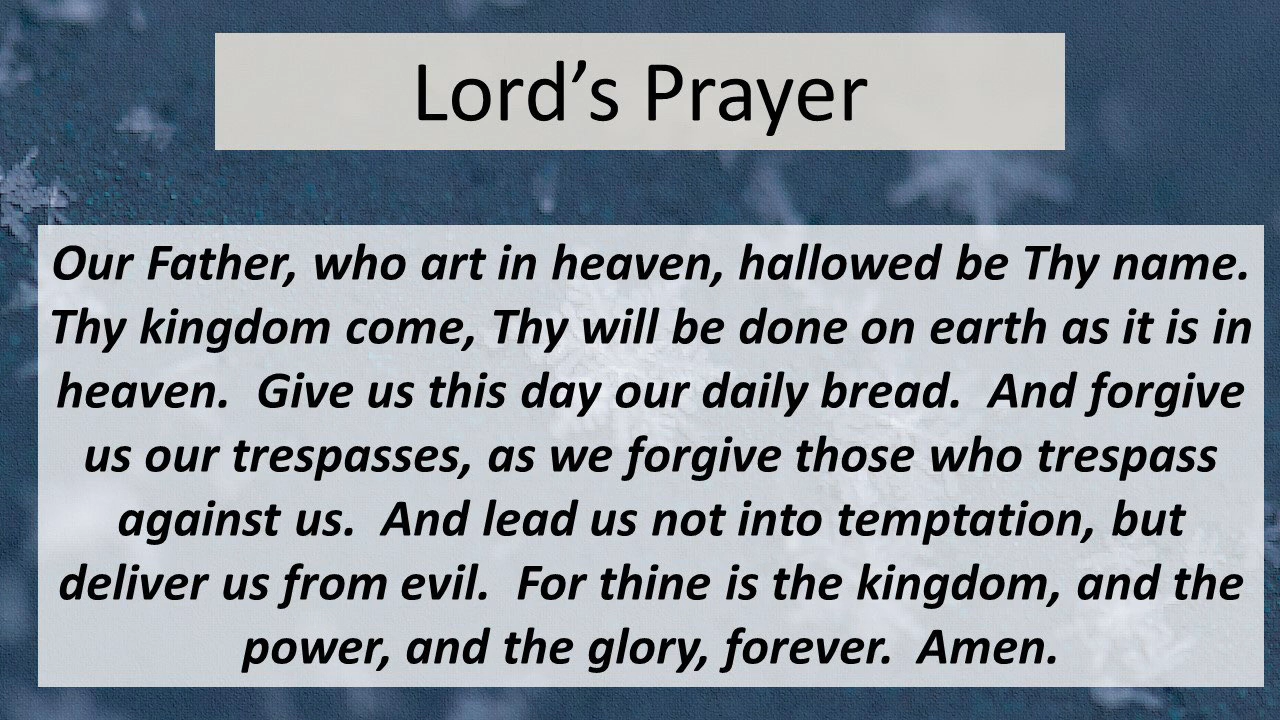 Lord’s Prayer
Our Father, who art in heaven, hallowed be Thy name.
Thy kingdom come, Thy will be done on earth as it is in
heaven.  Give us this day our daily bread.  And forgive
us our trespasses, as we forgive those who trespass
against us.  And lead us not into temptation, but
deliver us from evil.  For thine is the kingdom, and the
power, and the glory, forever.  Amen.